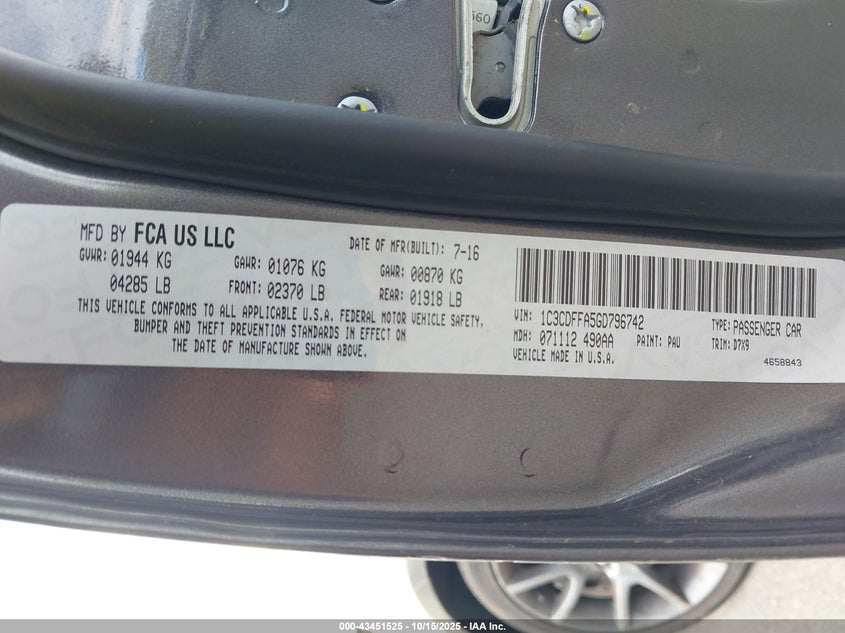 660
MFD BY FCA US LLC
DATE OF MFR(BUILT): 7-16
GVWR: 01944 KG GAWR: 01076 KG GAWR: 00870 KG
04285 LB FRONT: 02370 LB REAR: 01918 LB
THIS VEHICLE CONFORMS TO ALL APPLICABLE U.S.A. FEDERAL MOTOR VEHICLE SAFETY,
BUMPER AND THEFT PREVENTION STANDARDS IN EFFECT ON
THE DATE OF MANUFACTURE SHOWN ABOVE.
VIN: 1C3CDFFA5GD796742 TYPE: PASSENGER CAR
MDH: 071112 490AA PAINT: PAU TRIM: D7X9
VEHICLE MADE IN U.S.A. 4658843
000-43451525 - 10/15/2025 - IAA Inc.